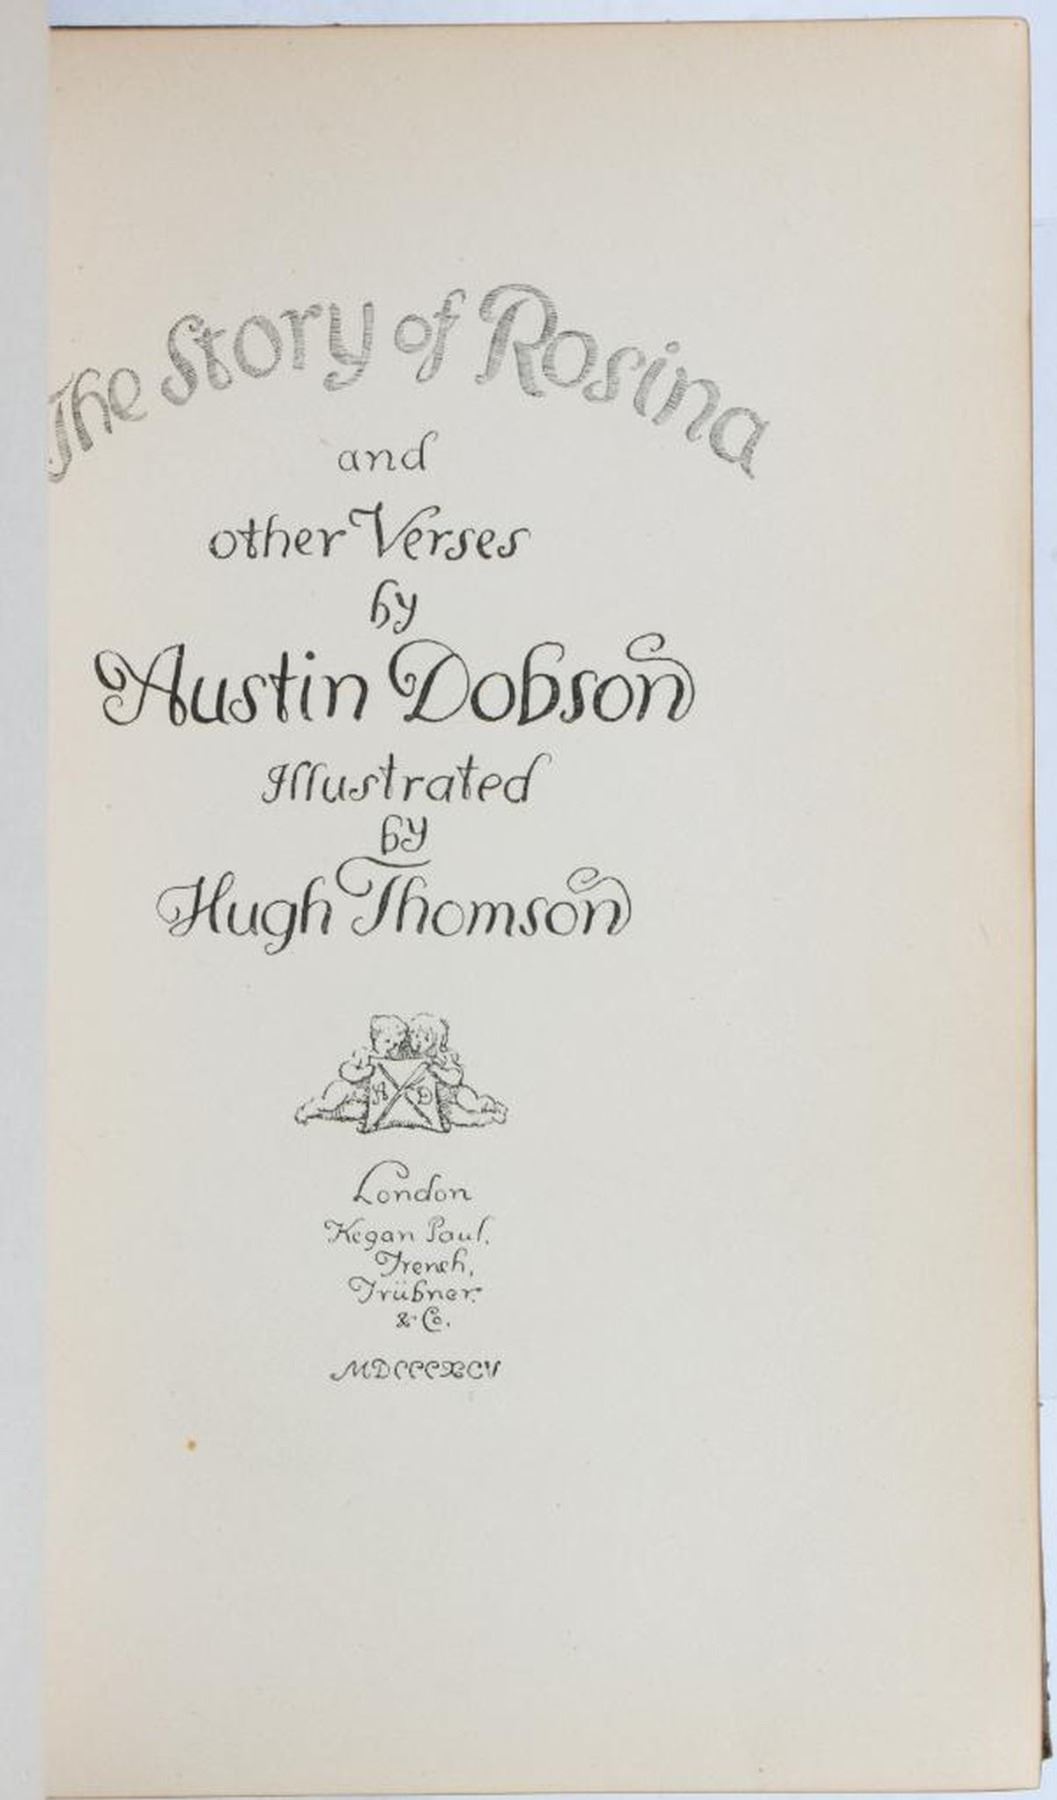 The Story of Rosina
and
other Verses
by
Austin Dobson
Illustrated
by
Hugh Thomson
A D
London
Kegan Paul,
Trench,
Trübner
& Co.
MDCCCXCV